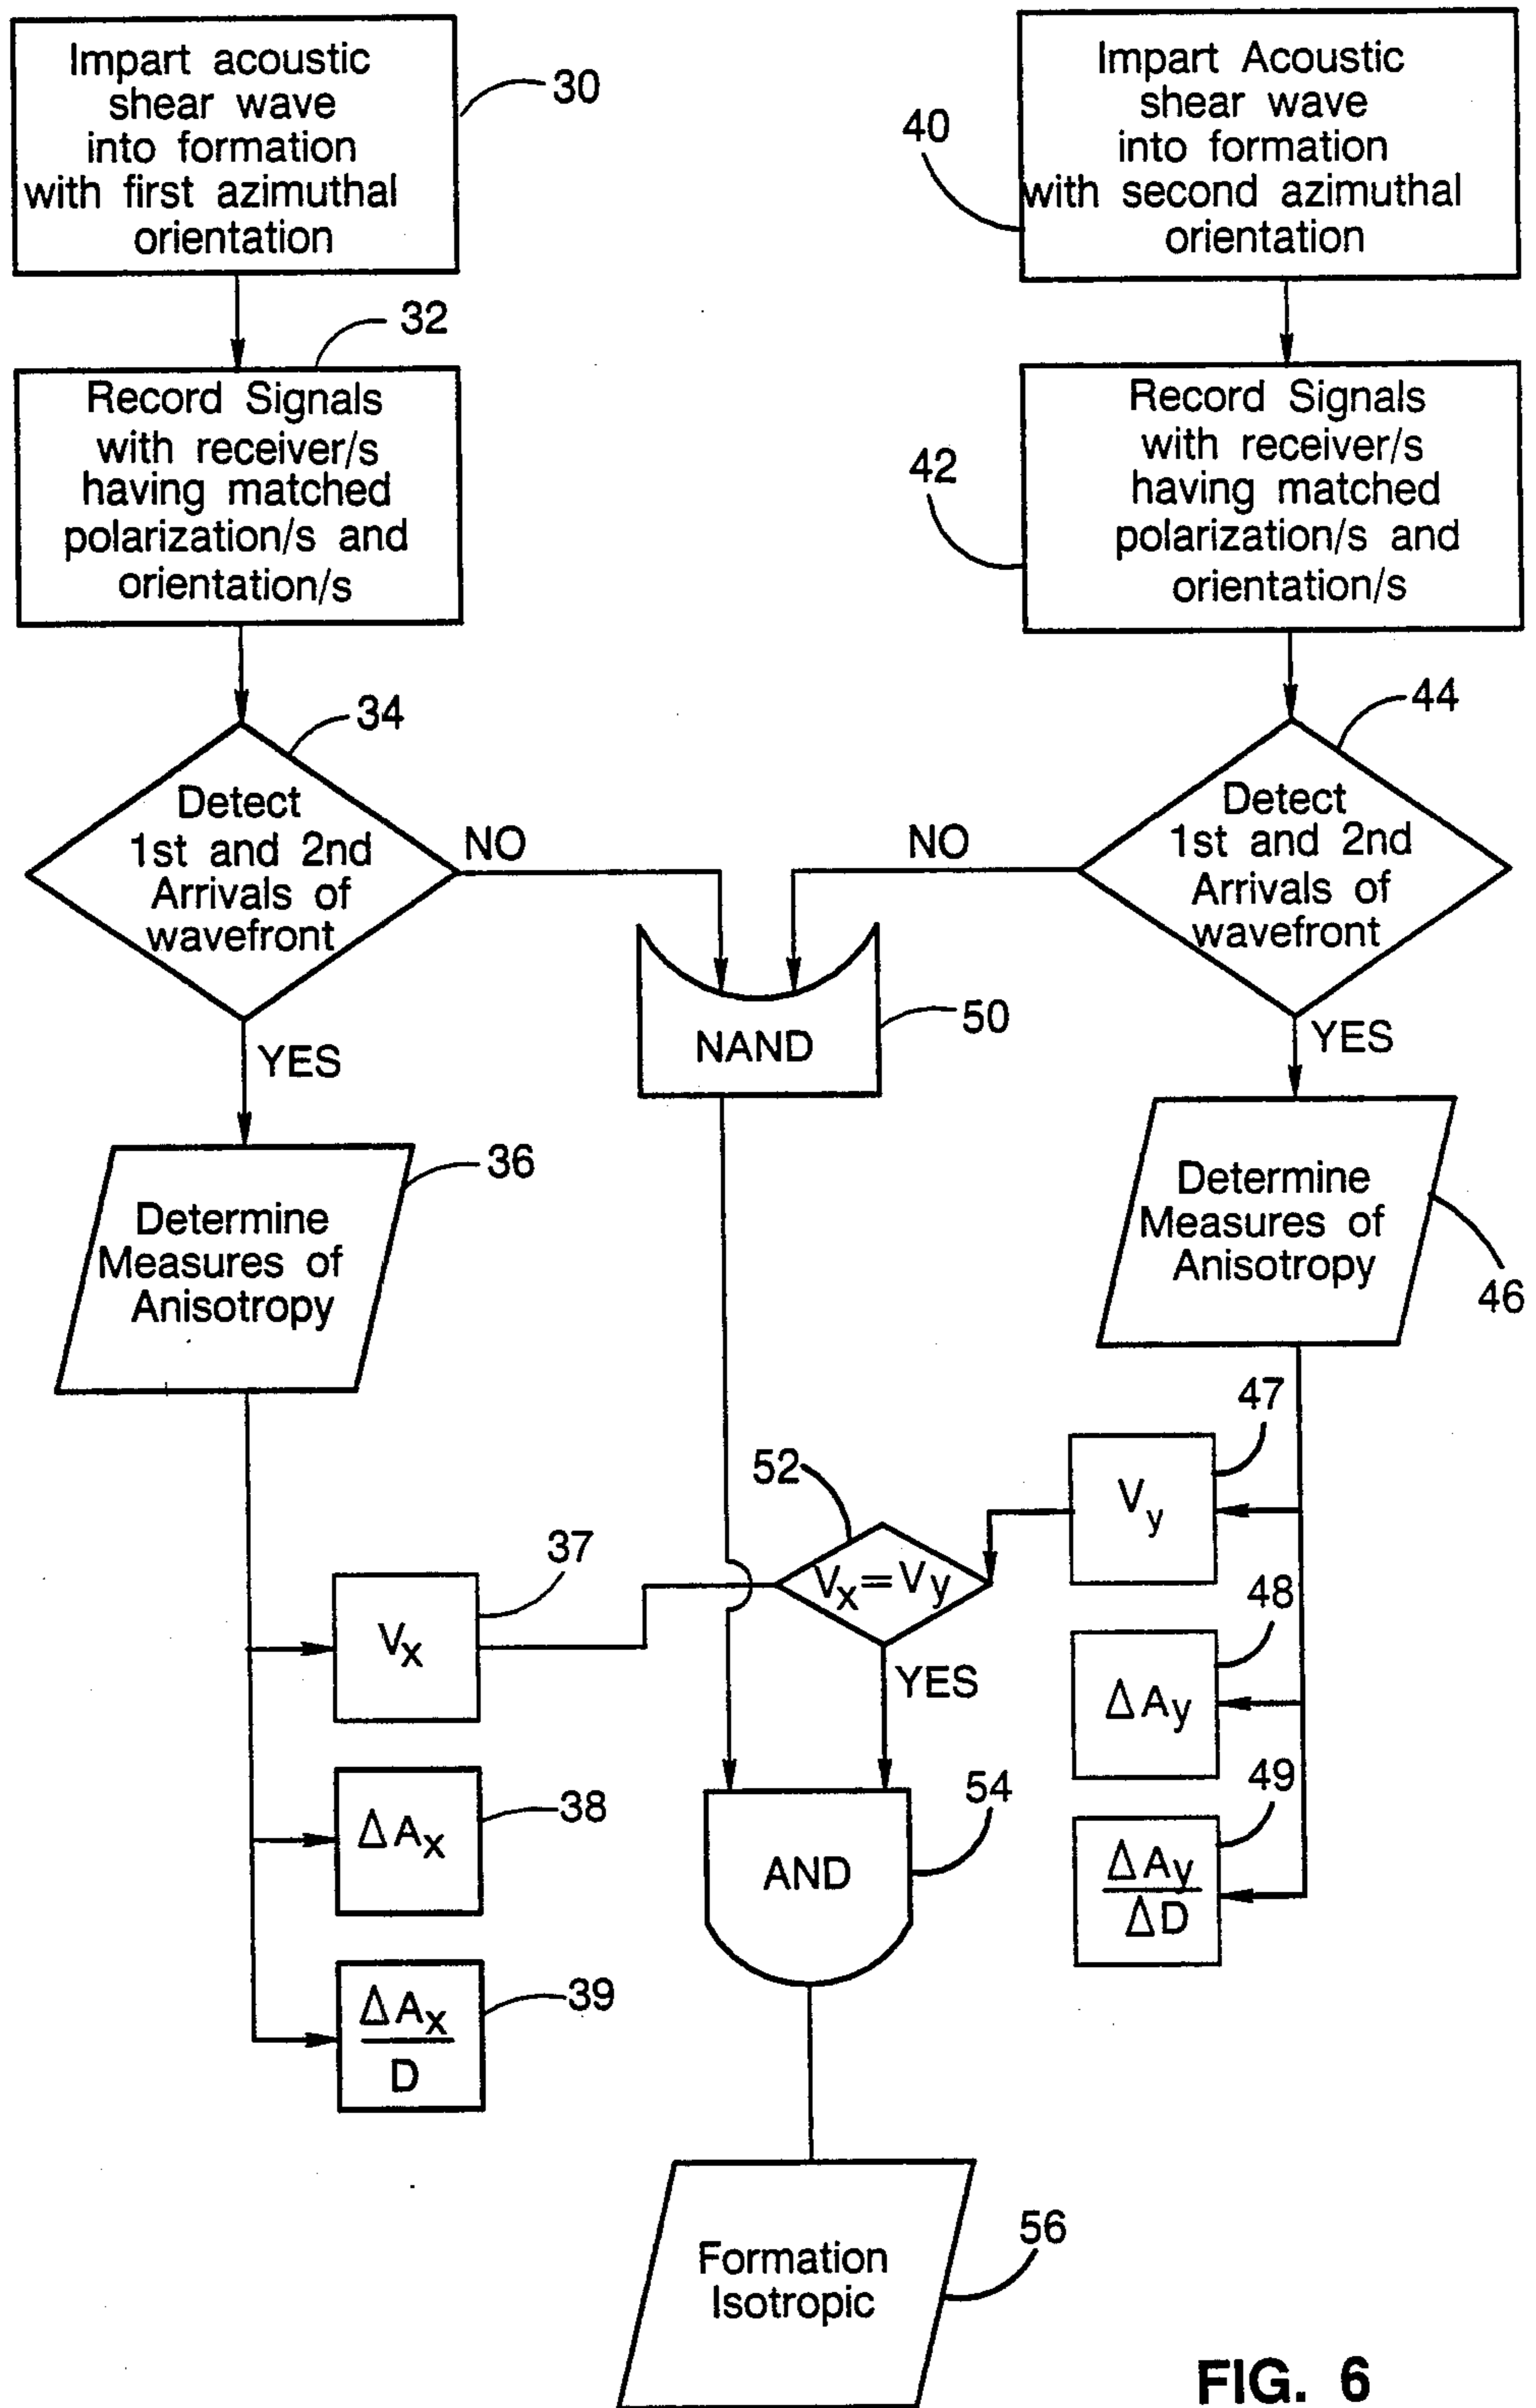 Impart acoustic
shear wave
into formation
with first azimuthal
orientation
30
Impart Acoustic
shear wave
into formation
with second azimuthal
orientation
40
32
Record Signals
with receiver/s
having matched
polarization/s and
orientation/s
42
Record Signals
with receiver/s
having matched
polarization/s and
orientation/s
34
Detect
1st and 2nd
Arrivals of
wavefront
NO
YES
44
Detect
1st and 2nd
Arrivals of
wavefront
NO
YES
NAND
50
36
Determine
Measures of
Anisotropy
Determine
Measures of
Anisotropy
46
47
Vy
52
Vx=Vy
YES
37
Vx
48
ΔAy
38
ΔAx
49
ΔAy
ΔD
54
AND
39
ΔAx
D
Formation
Isotropic
56
FIG. 6